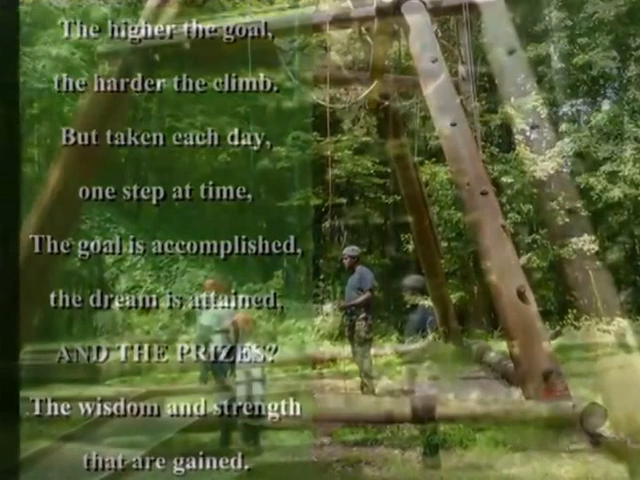 The higher the goal,
the harder the climb.
But taken each day,
one step at time,
The goal is accomplished,
the dream is attained,
AND THE PRIZES?
The wisdom and strength
that are gained.